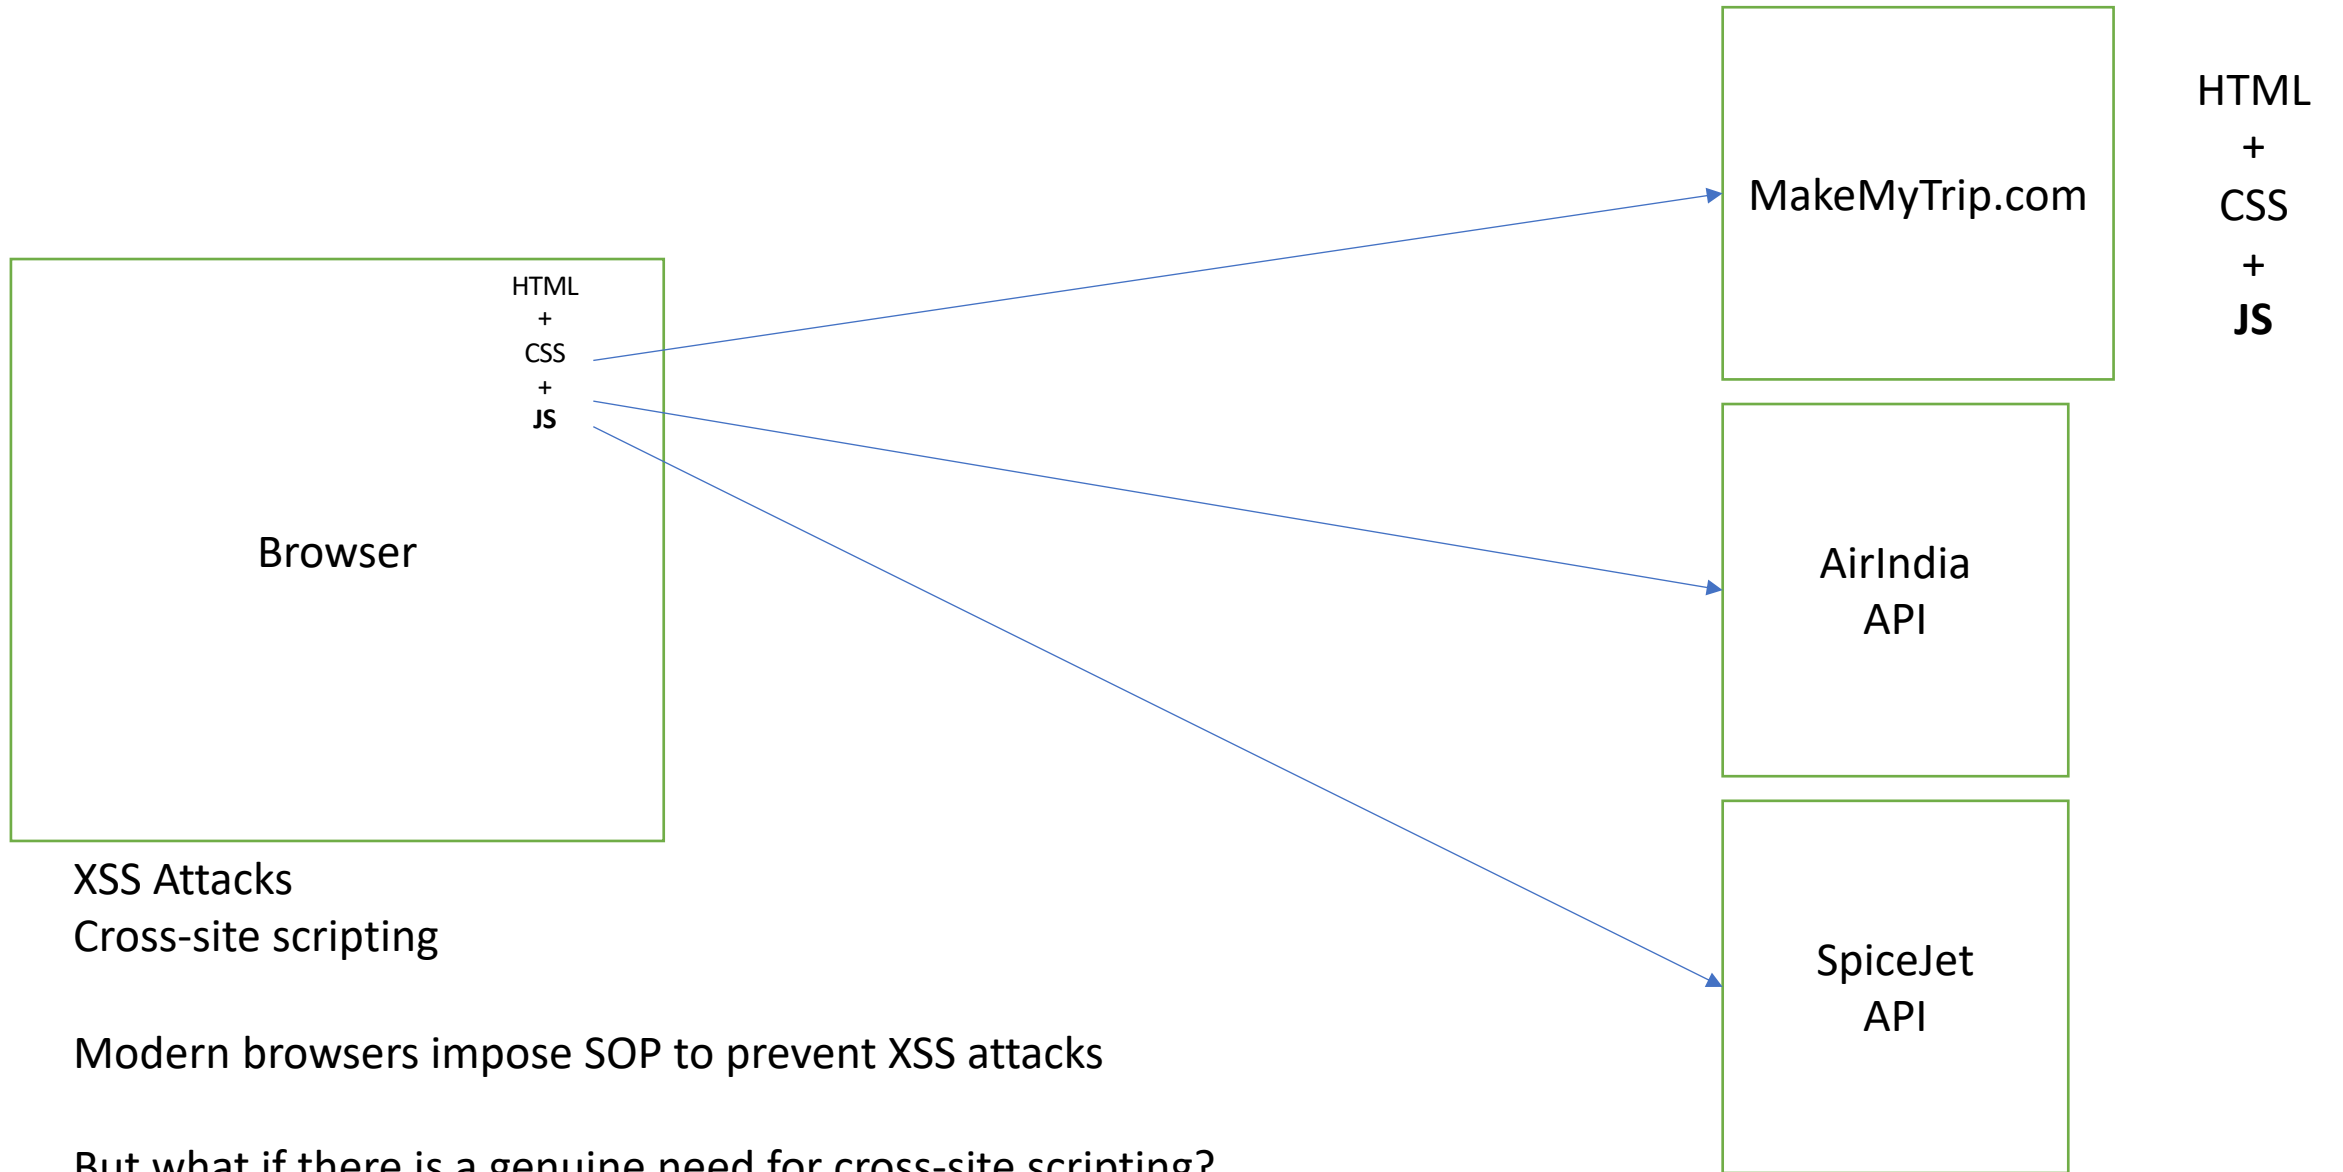 HTML
+
CSS
+
JS
Browser
MakeMyTrip.com
HTML
+
CSS
+
JS
AirIndia
API
SpiceJet
API
XSS Attacks
Cross-site scripting
Modern browsers impose SOP to prevent XSS attacks
But what if there is a genuine need for cross-site scripting?